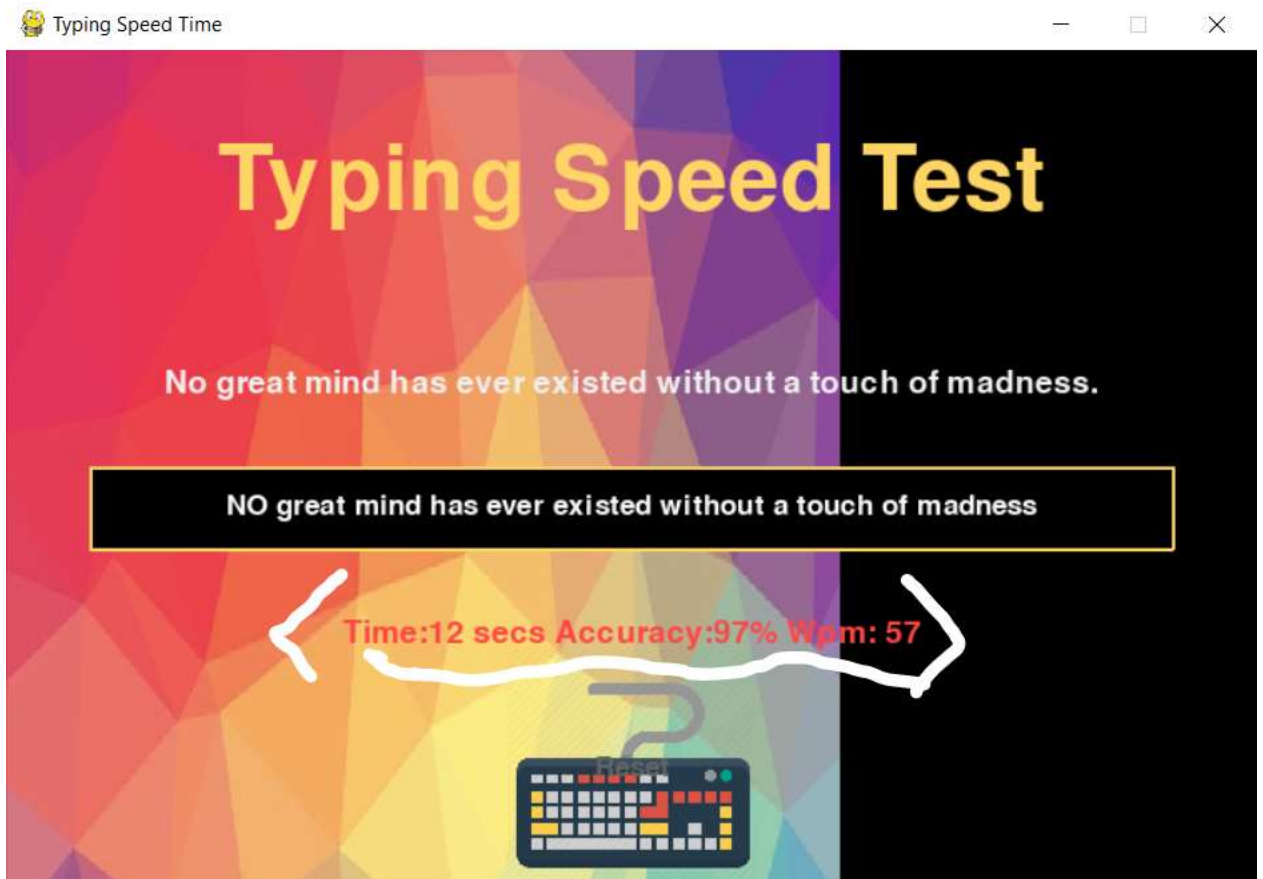 Typing Speed Time
Typing Speed Test
No great mind has ever existed without a touch of madness.
NO great mind has ever existed without a touch of madness
Time:12 secs Accuracy:97% Wpm: 57
Reset